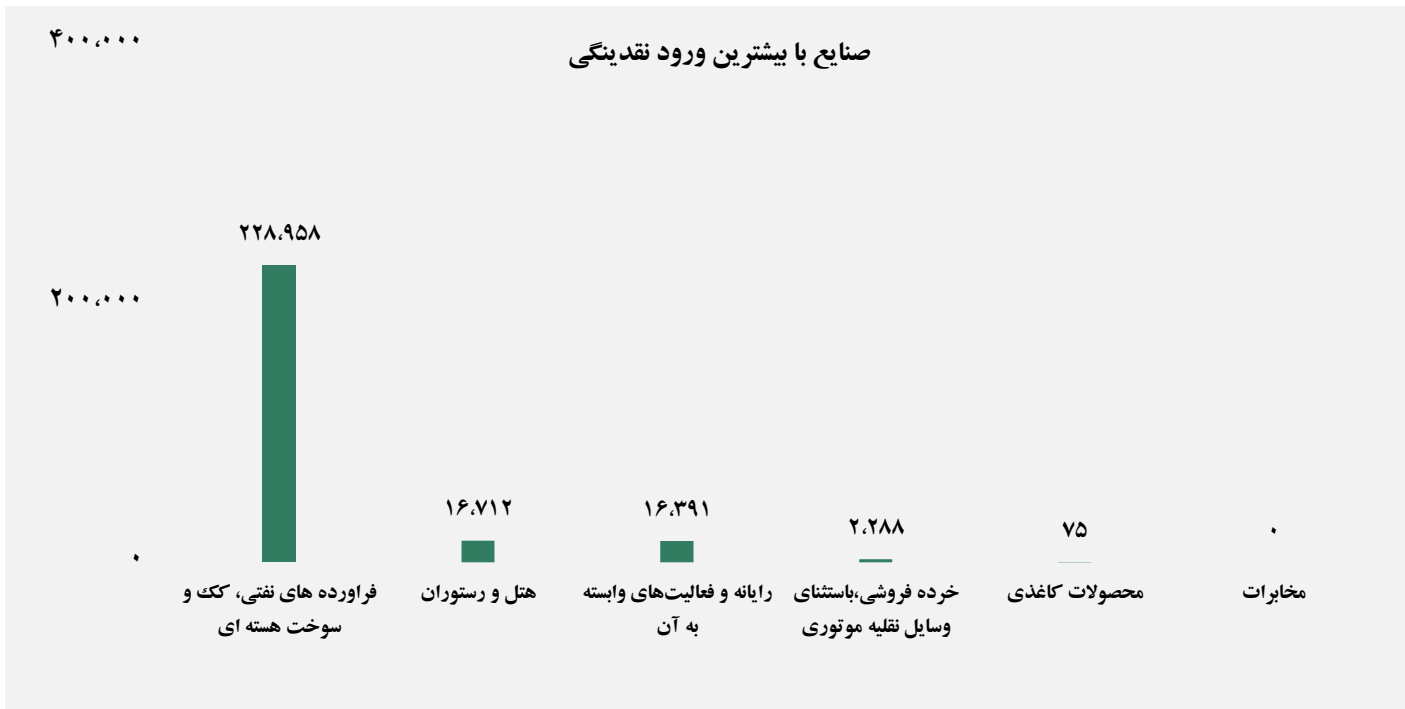 صنایع با بیشترین ورود نقدینگی
۴۰۰،۰۰۰
۲۰۰،۰۰۰
۰
۲۲۸،۹۵۸
۱۶،۷۱۲
۱۶،۳۹۱
۲،۲۸۸
۷۵
۰
فراورده های نفتی، کک و
سوخت هسته ای
هتل و رستوران
رایانه و فعالیت‌های وابسته
به آن
خرده فروشی،باستثنای
وسایل نقلیه موتوری
محصولات کاغذی
مخابرات